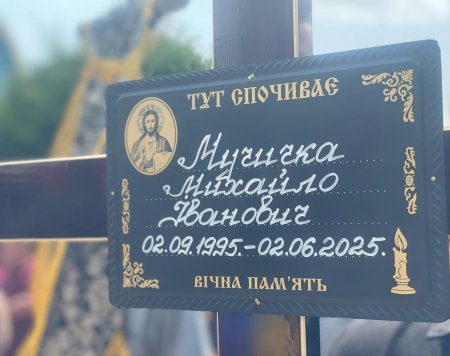 ТУТ СПОЧИВАЄ
Мучичка
Михайло
Іванович
02.09.1995.-02.06.2025.
ВІЧНА ПАМ'ЯТЬ